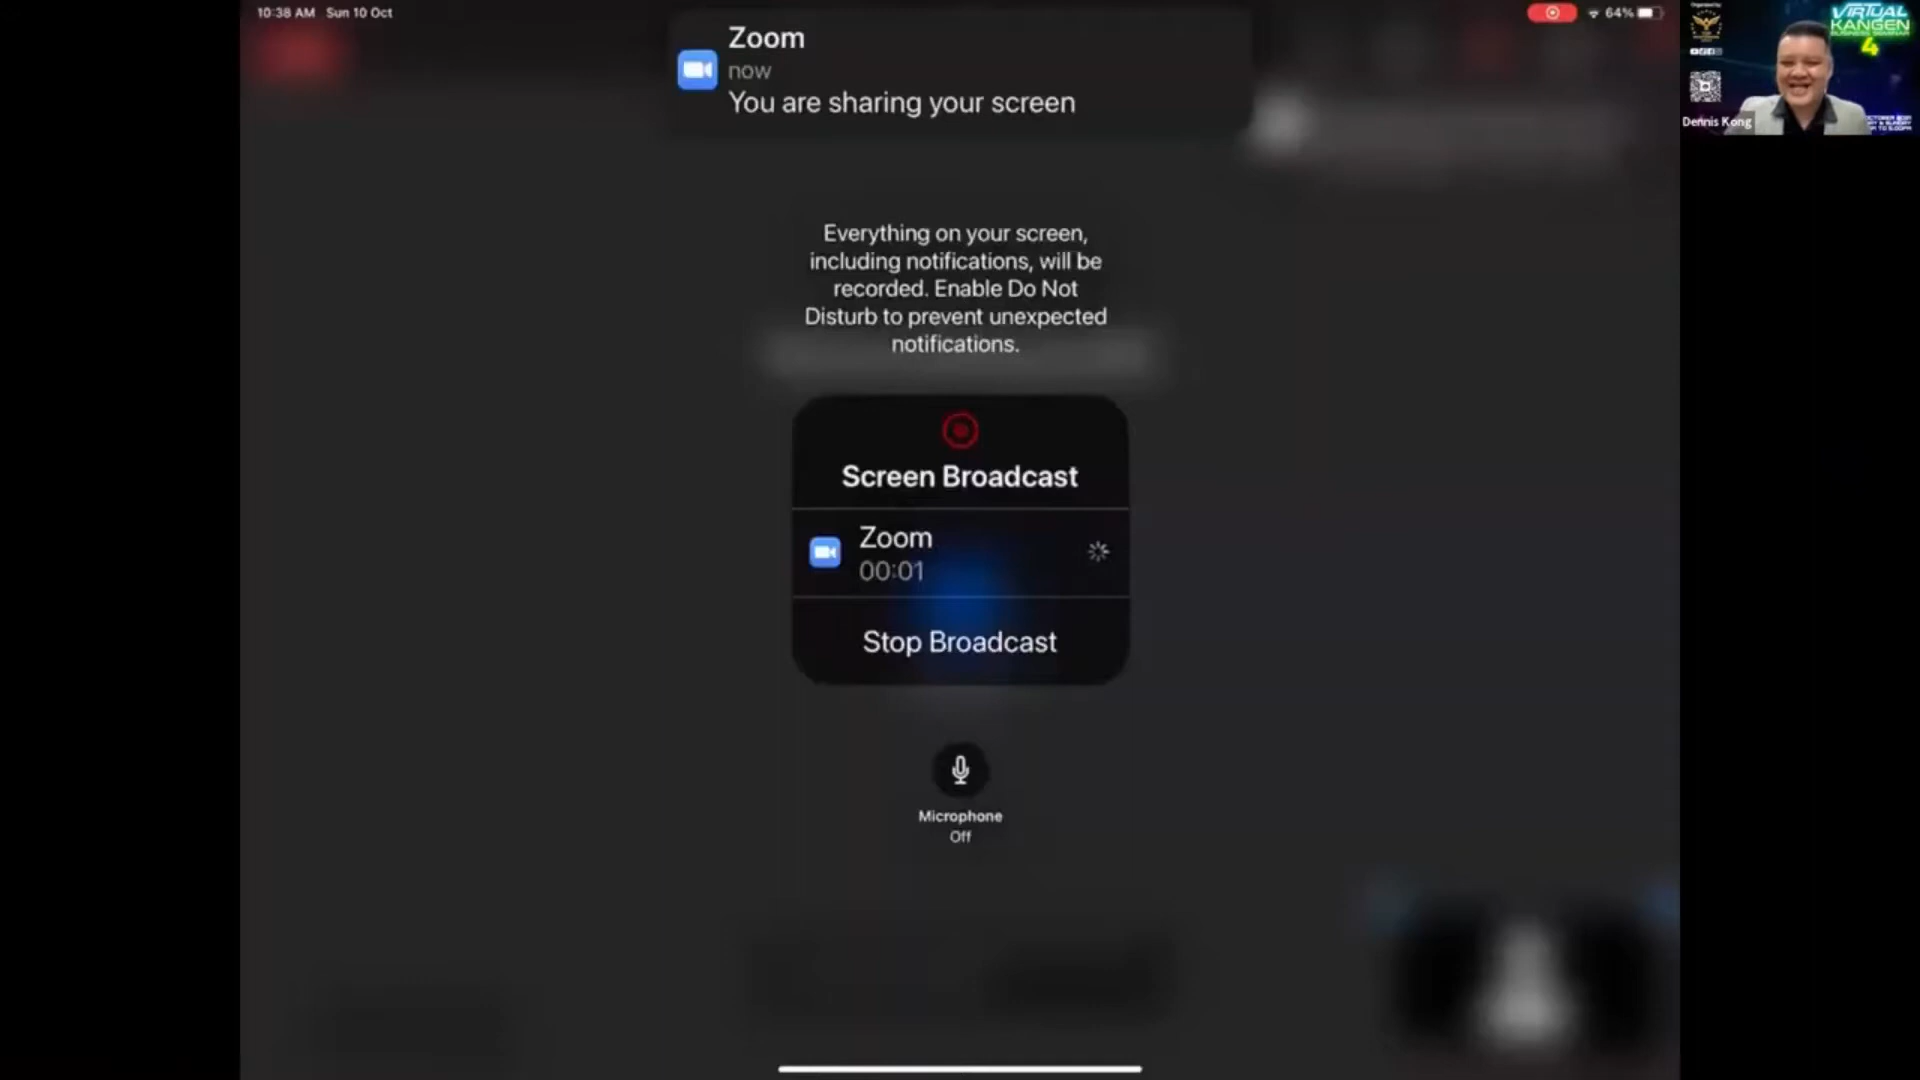 10:38 AM Sun 10 Oct
64%
Zoom
now
You are sharing your screen
Everything on your screen,
including notifications, will be
recorded. Enable Do Not
Disturb to prevent unexpected
notifications.
Screen Broadcast
Zoom
00:01
Stop Broadcast
Microphone
Off
VIRTUAL
KANGEN
BUSINESS SEMINAR
4
Dennis Kong